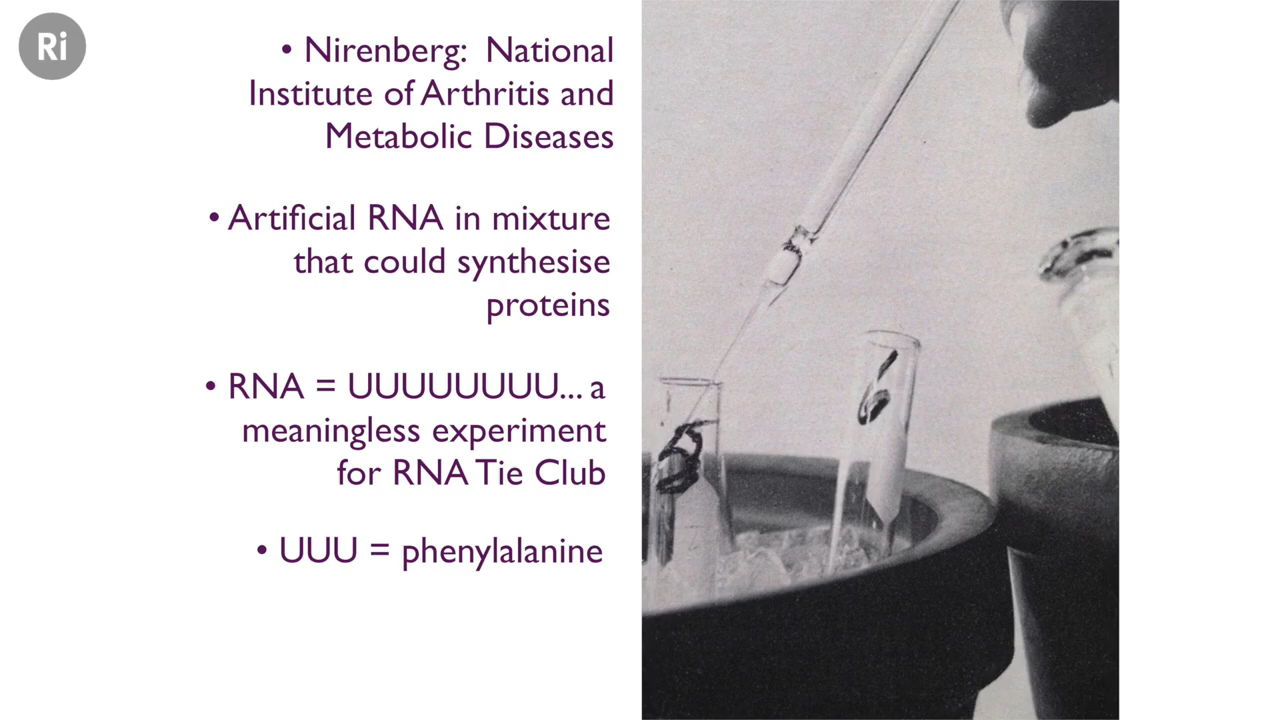 Ri
• Nirenberg: National
Institute of Arthritis and
Metabolic Diseases
• Artificial RNA in mixture
that could synthesise
proteins
• RNA = UUUUUUUU... a
meaningless experiment
for RNA Tie Club
• UUU = phenylalanine